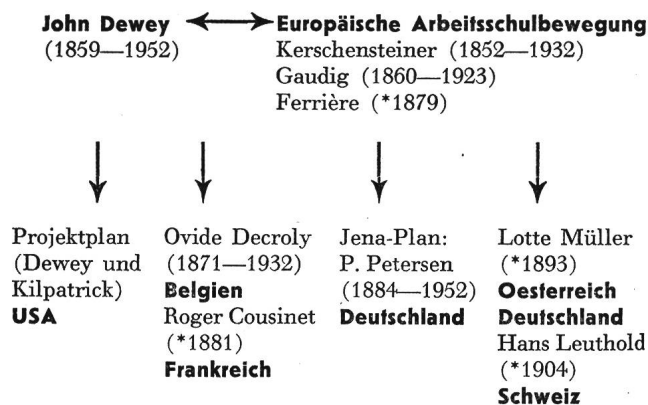 John Dewey
(1859—1952)
Europäische Arbeitsschulbewegung
Kerschensteiner (1852—1932)
Gaudig (1860—1923)
Ferrière (*1879)
Projektplan
(Dewey und
Kilpatrick)
USA
Ovide Decroly
(1871—1932)
Belgien
Roger Cousinet
(*1881)
Frankreich
Jena-Plan:
P. Petersen
(1884—1952)
Deutschland
Lotte Müller
(*1893)
Oesterreich
Deutschland
Hans Leuthold
(*1904)
Schweiz